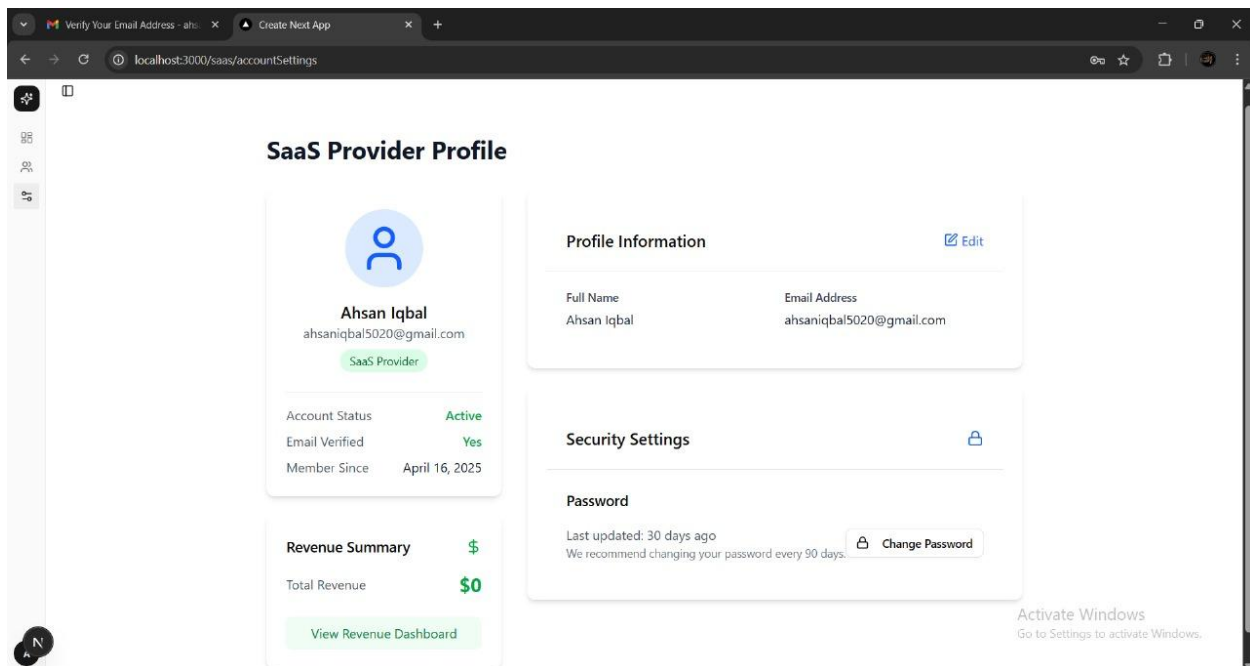 Verify Your Email Address - ahs
Create Next App
localhost:3000/saas/accountSettings
SaaS Provider Profile
Ahsan Iqbal
ahsaniqbal5020@gmail.com
SaaS Provider
Account Status Active
Email Verified Yes
Member Since April 16, 2025
Revenue Summary $
Total Revenue $0
View Revenue Dashboard
Profile Information Edit
Full Name Email Address
Ahsan Iqbal ahsaniqbal5020@gmail.com
Security Settings
Password
Last updated: 30 days ago
We recommend changing your password every 90 days.
Change Password
Activate Windows
Go to Settings to activate Windows.
N